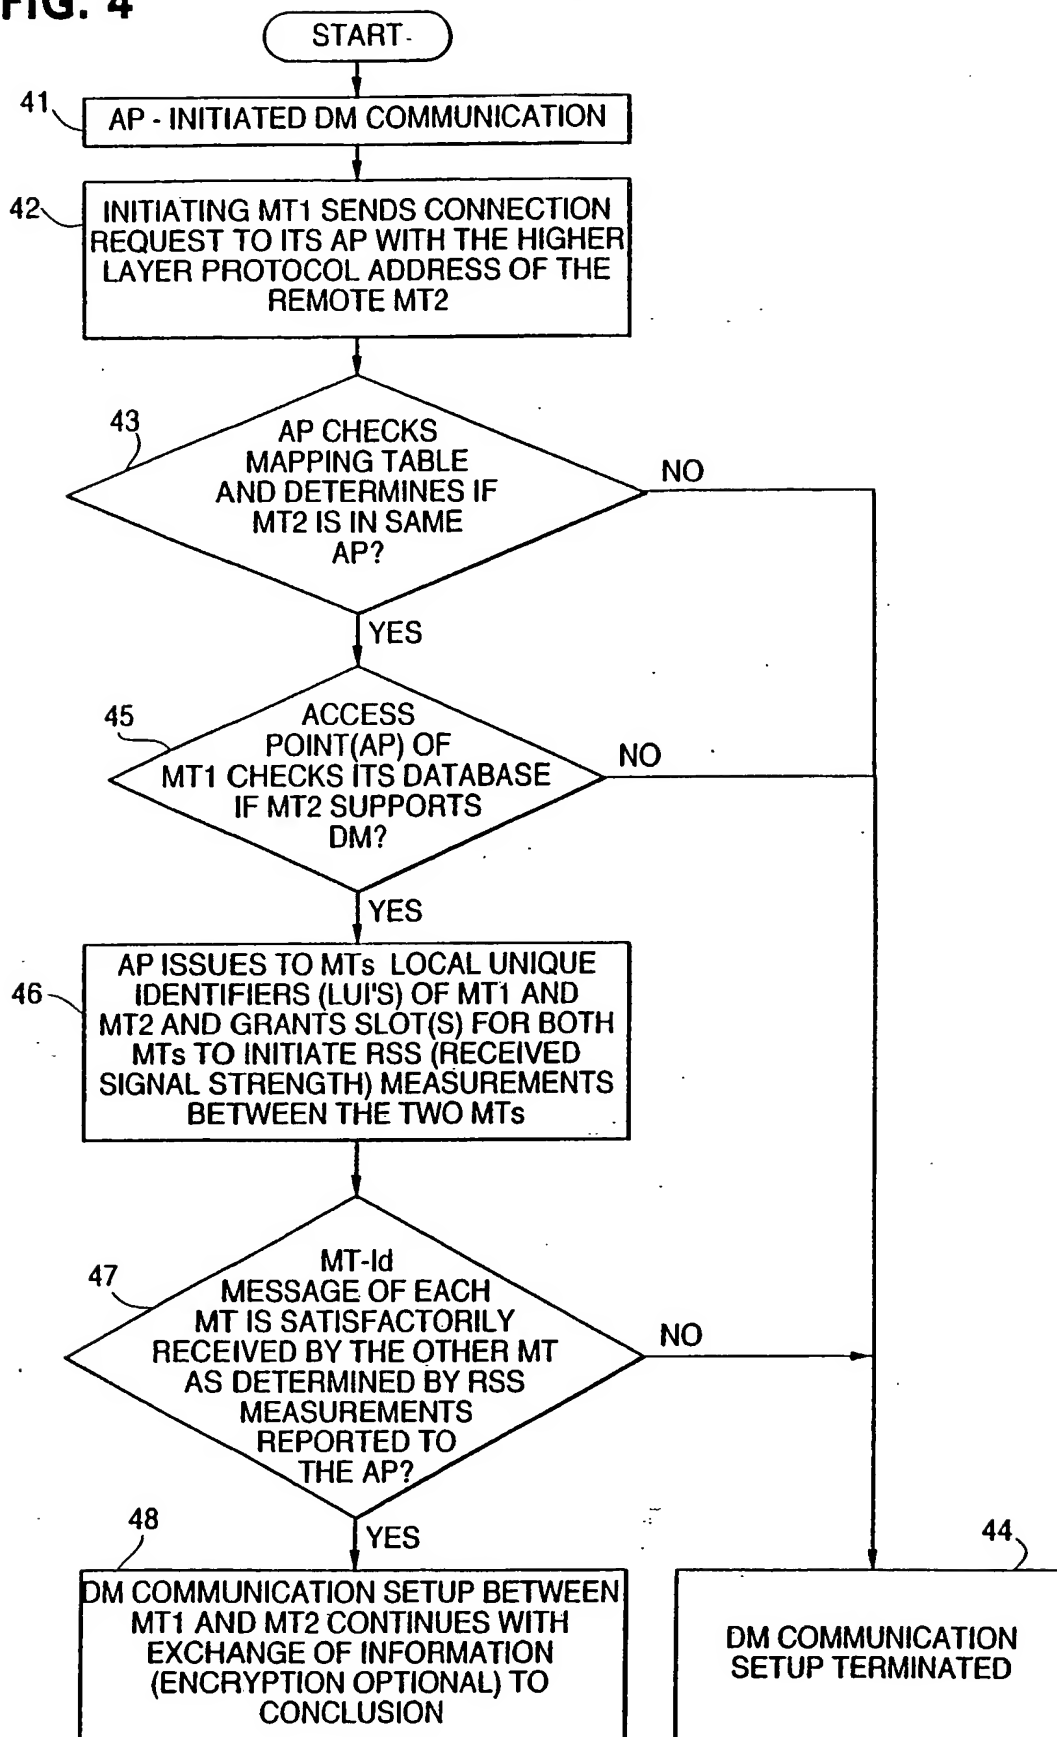 FIG. 4
START
41
AP - INITIATED DM COMMUNICATION
42
INITIATING MT1 SENDS CONNECTION
REQUEST TO ITS AP WITH THE HIGHER
LAYER PROTOCOL ADDRESS OF THE
REMOTE MT2
43
AP CHECKS
MAPPING TABLE
AND DETERMINES IF
MT2 IS IN SAME
AP?
NO
YES
45
ACCESS
POINT(AP) OF
MT1 CHECKS ITS DATABASE
IF MT2 SUPPORTS
DM?
NO
YES
46
AP ISSUES TO MTs LOCAL UNIQUE
IDENTIFIERS (LUI'S) OF MT1 AND
MT2 AND GRANTS SLOT(S) FOR BOTH
MTs TO INITIATE RSS (RECEIVED
SIGNAL STRENGTH) MEASUREMENTS
BETWEEN THE TWO MTs
47
MT-Id
MESSAGE OF EACH
MT IS SATISFACTORILY
RECEIVED BY THE OTHER MT
AS DETERMINED BY RSS
MEASUREMENTS
REPORTED TO
THE AP?
NO
YES
48
DM COMMUNICATION SETUP BETWEEN
MT1 AND MT2 CONTINUES WITH
EXCHANGE OF INFORMATION
(ENCRYPTION OPTIONAL) TO
CONCLUSION
44
DM COMMUNICATION
SETUP TERMINATED